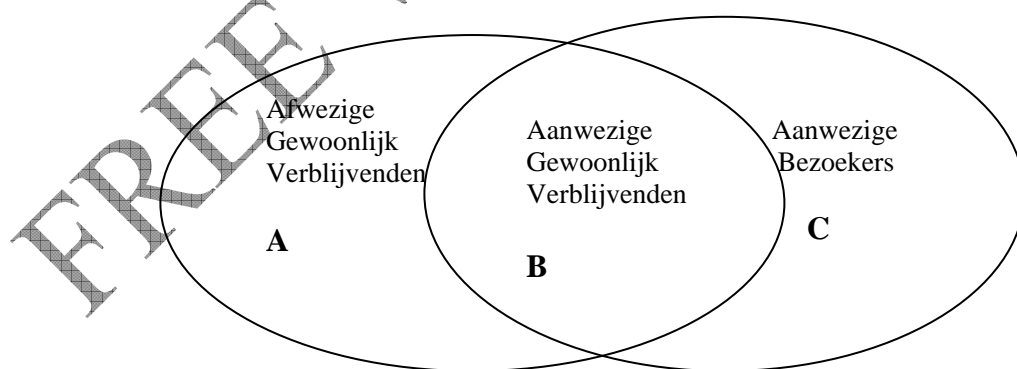 FREE
Afwezige
Gewoonlijk
Verblijvenden
A
Aanwezige
Gewoonlijk
Verblijvenden
B
Aanwezige
Bezoekers
C